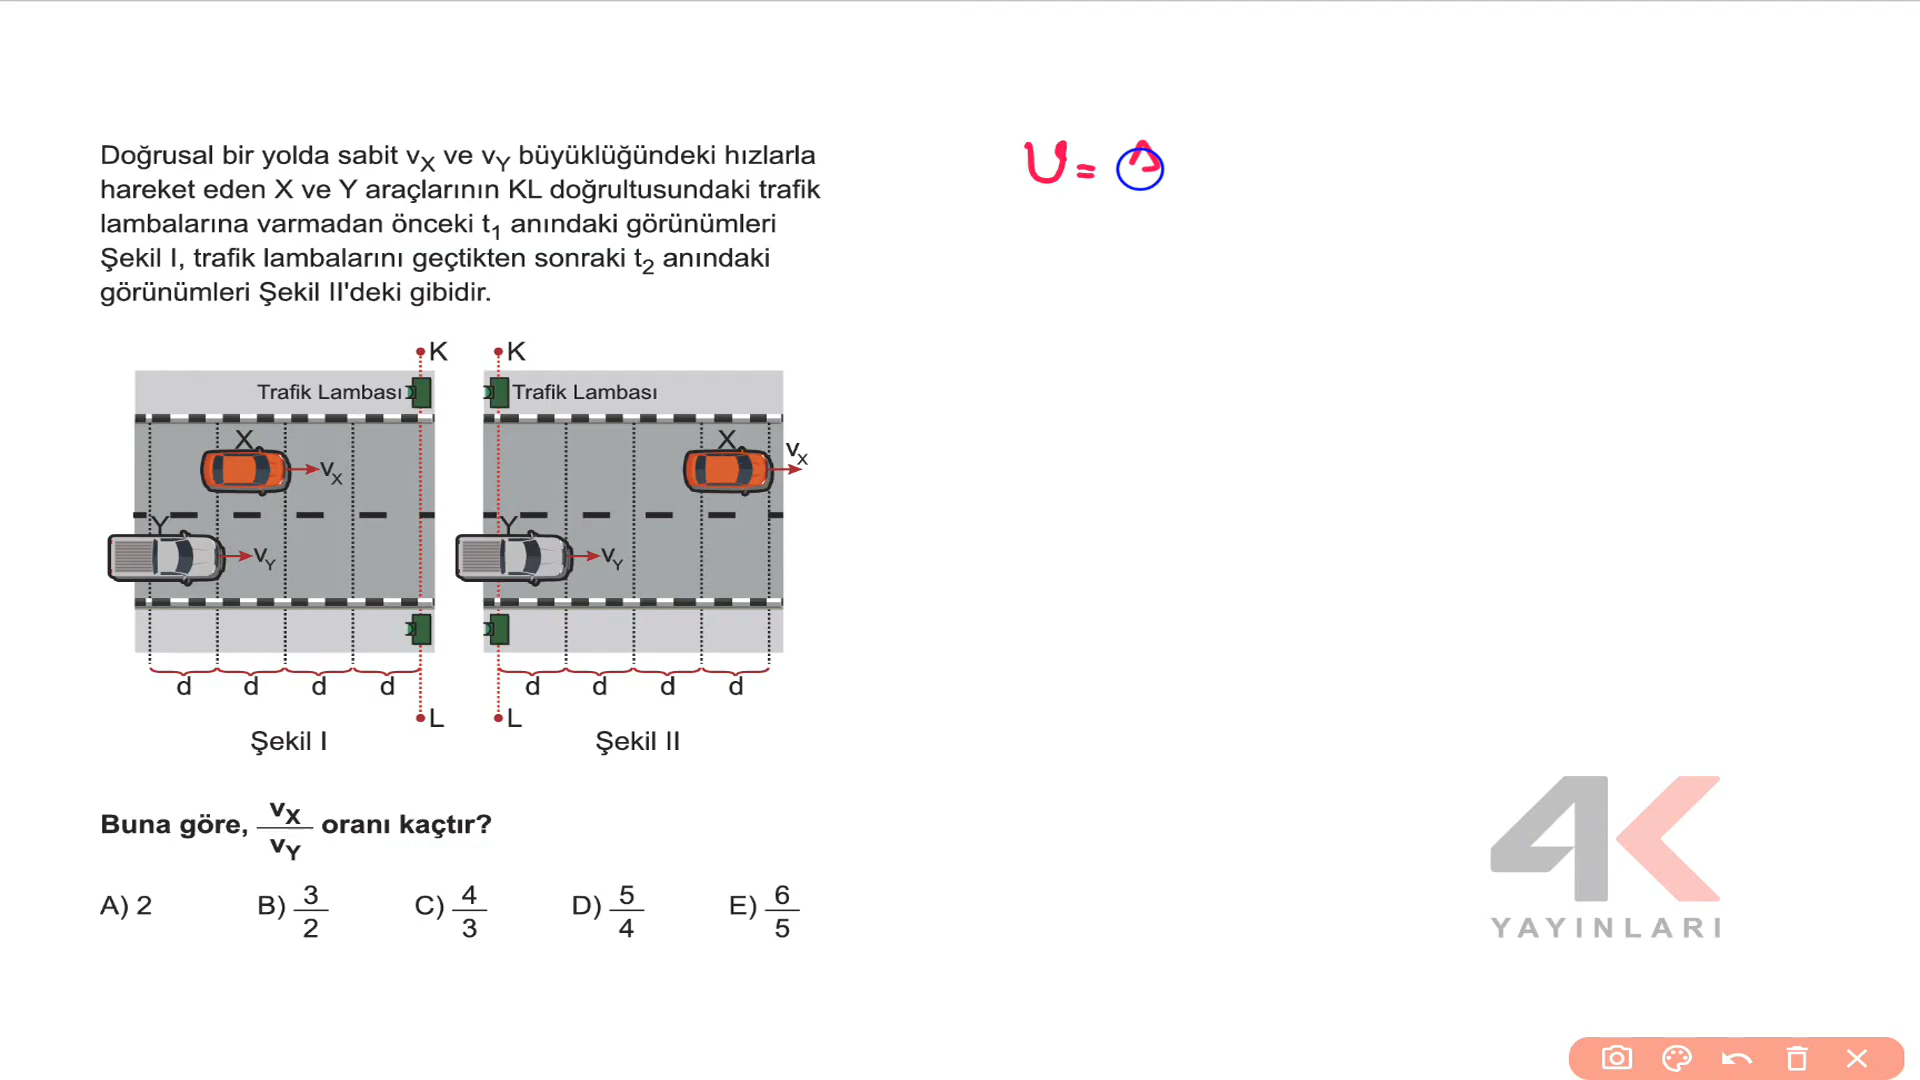 Doğrusal bir yolda sabit vX ve vY büyüklüğündeki hızlarla
hareket eden X ve Y araçlarının KL doğrultusundaki trafik
lambalarına varmadan önceki t1 anındaki görünümleri
Şekil I, trafik lambalarını geçtikten sonraki t2 anındaki
görünümleri Şekil II'deki gibidir.
K
Trafik Lambası
X
vX
Y
vY
d d d d
L
Şekil I
K
Trafik Lambası
X
vX
Y
vY
d d d d
L
Şekil II
Buna göre, vX/vY oranı kaçtır?
A) 2 B) 3/2 C) 4/3 D) 5/4 E) 6/5
4K
YAYINLARI